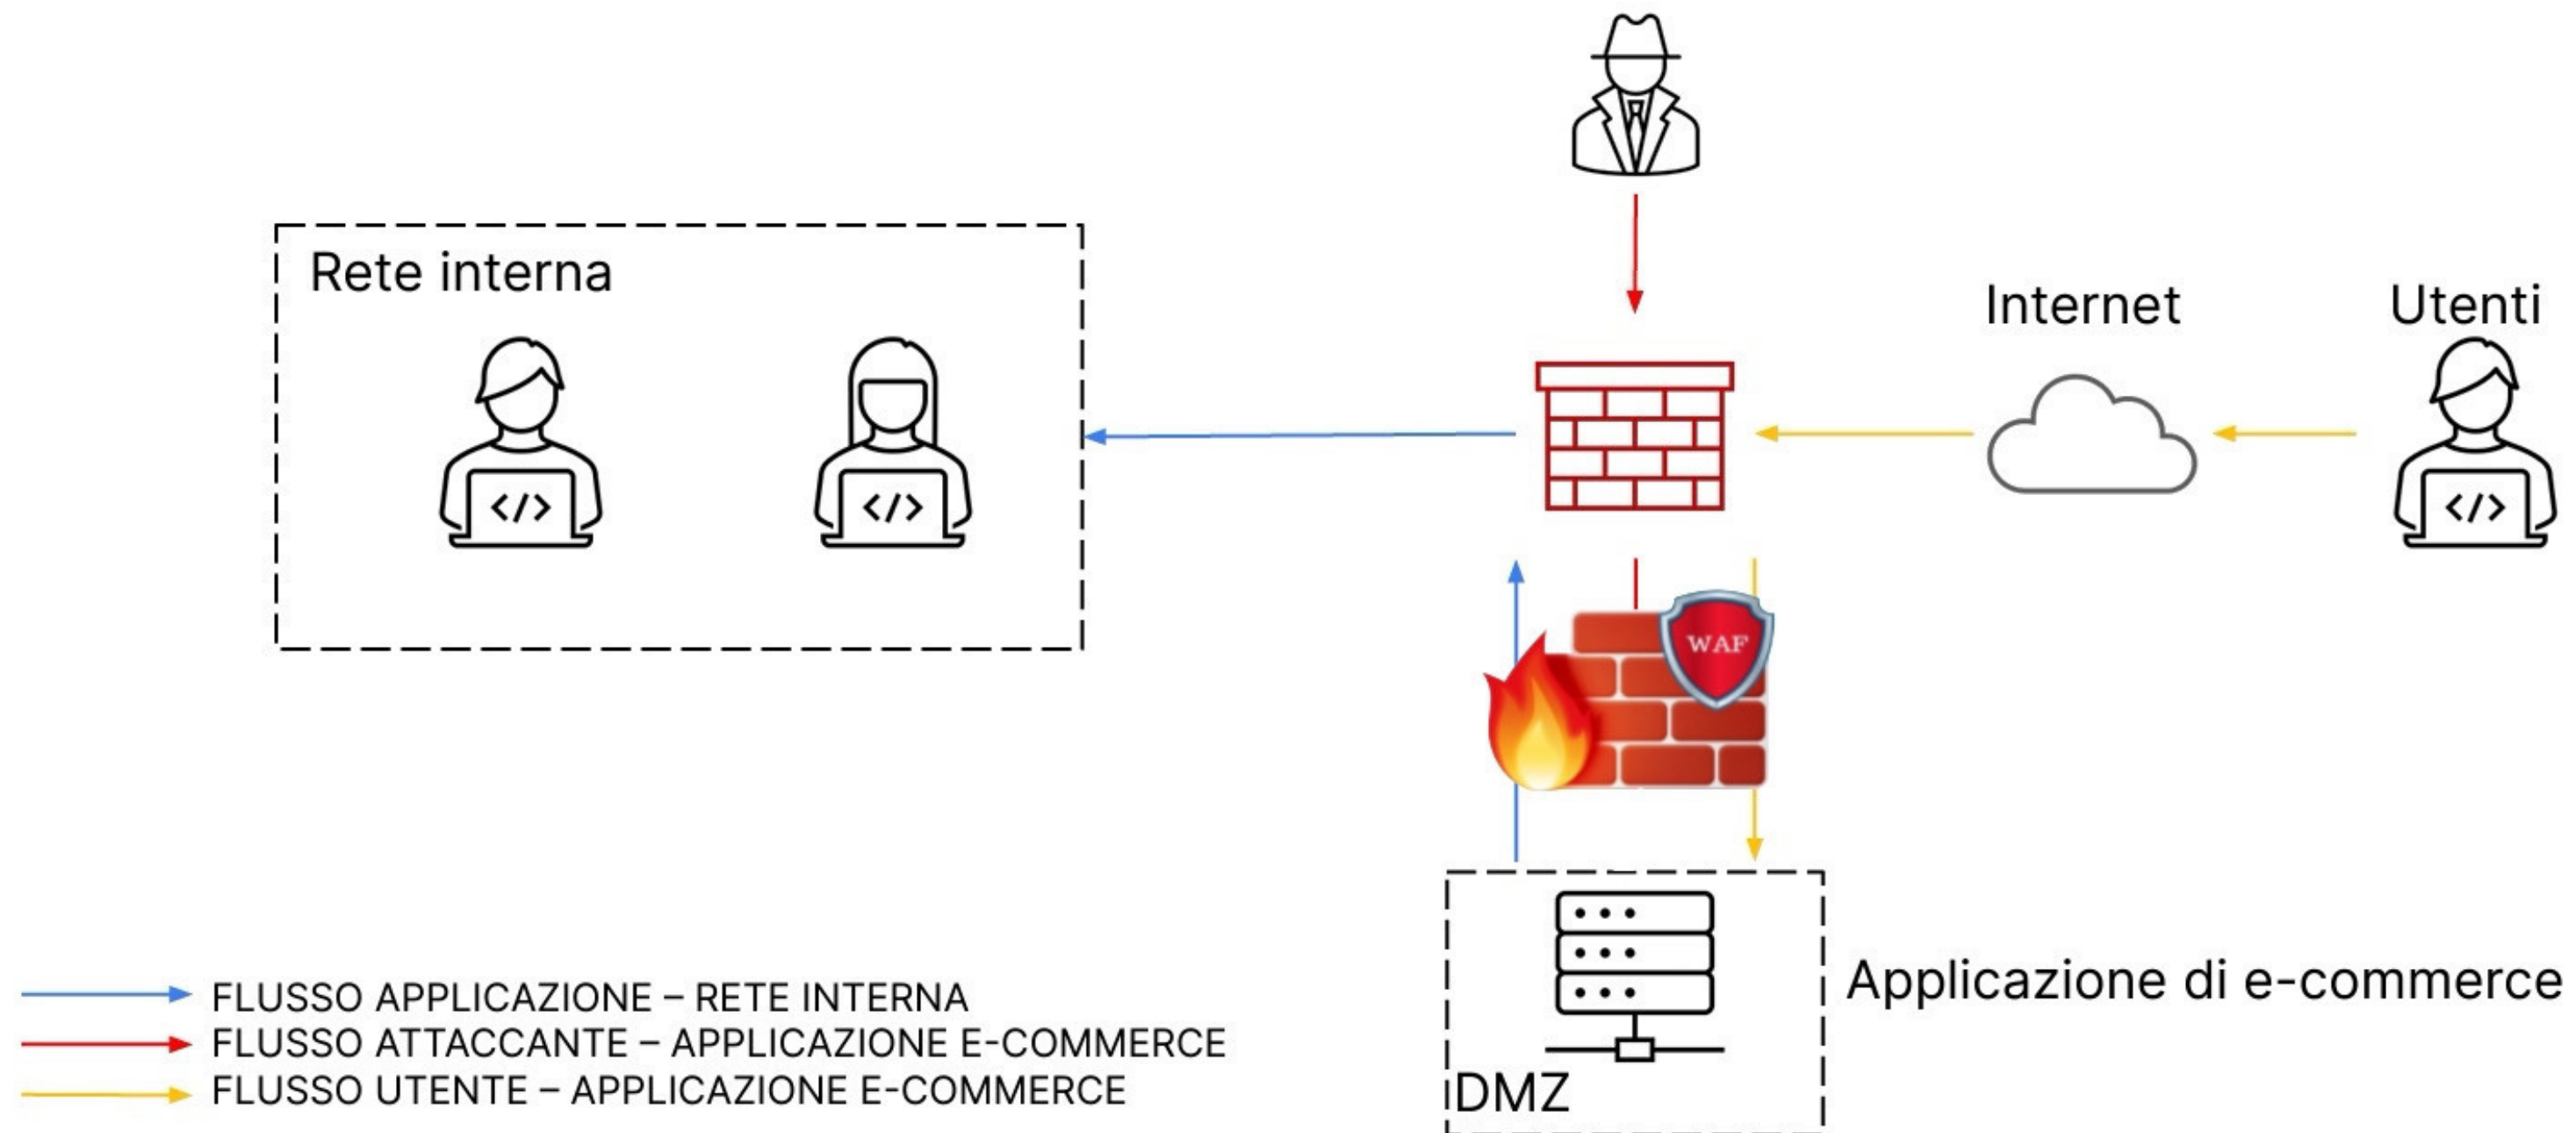 Rete interna
</>
</>
Internet
Utenti
</>
WAF
Applicazione di e-commerce
DMZ
FLUSSO APPLICAZIONE – RETE INTERNA
FLUSSO ATTACCANTE – APPLICAZIONE E-COMMERCE
FLUSSO UTENTE – APPLICAZIONE E-COMMERCE